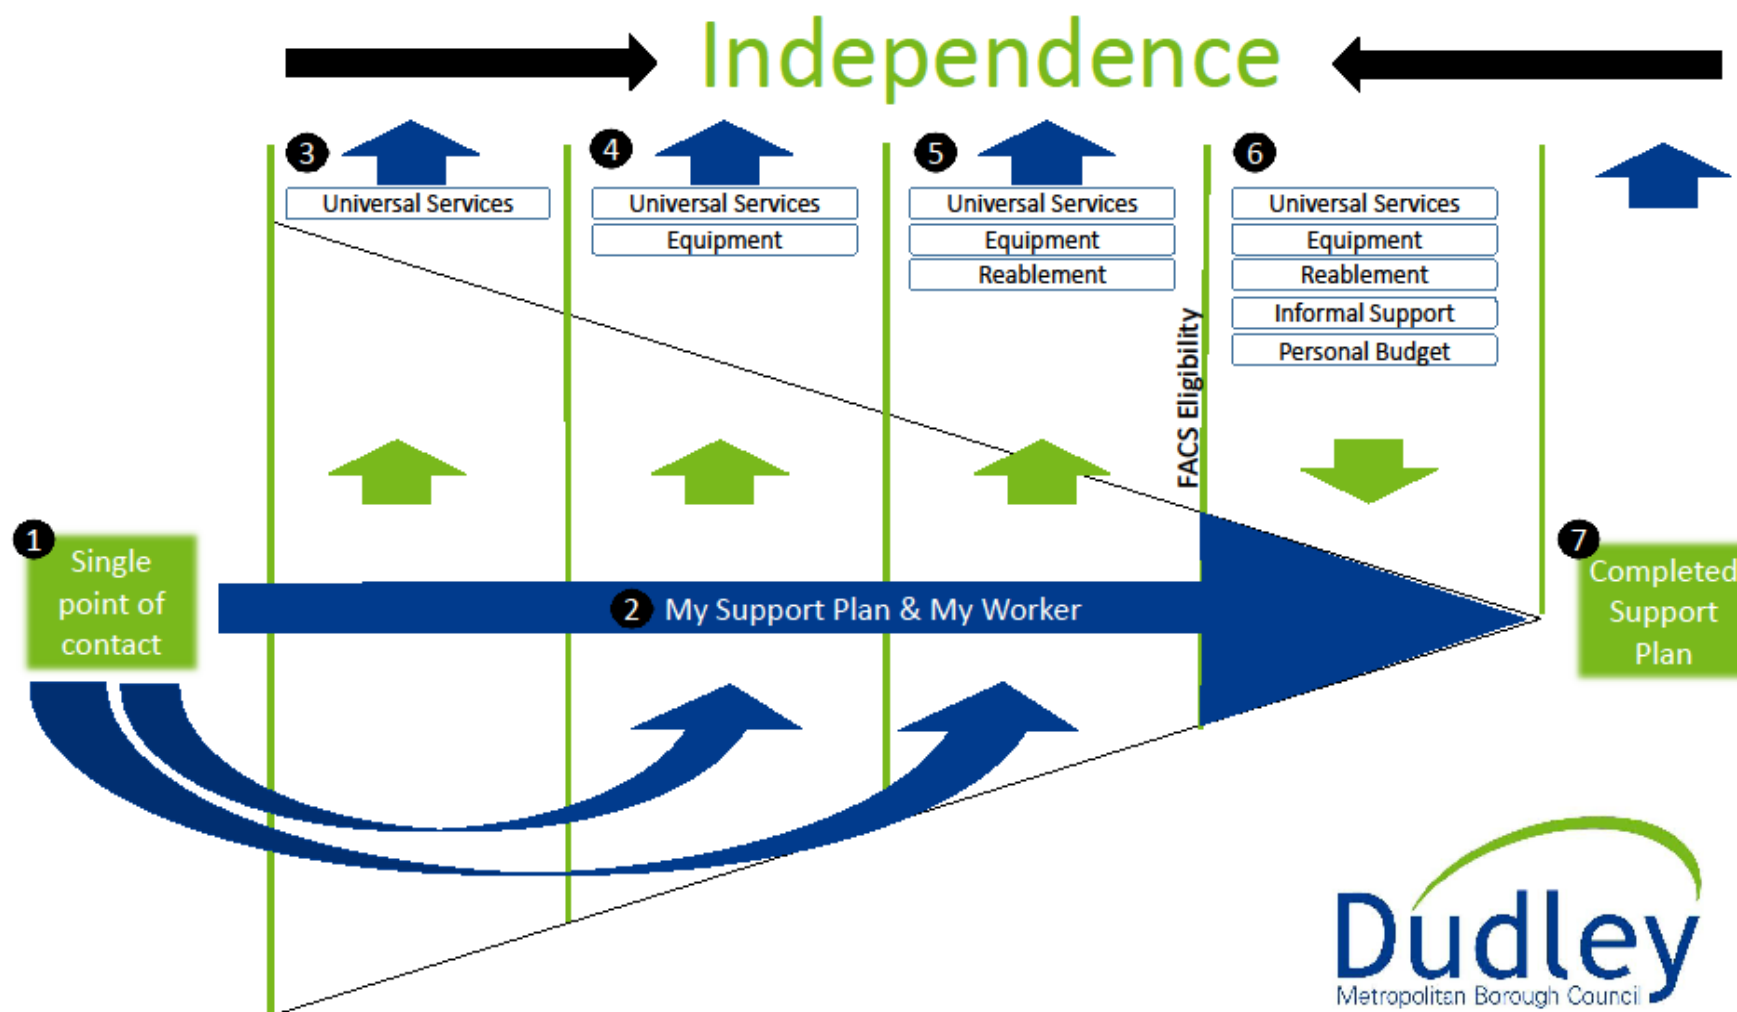 Independence
3
Universal Services
4
Universal Services
Equipment
5
Universal Services
Equipment
Reablement
FACS Eligibility
6
Universal Services
Equipment
Reablement
Informal Support
Personal Budget
1
Single
point of
contact
2 My Support Plan & My Worker
7
Completed
Support
Plan
Dudley
Metropolitan Borough Council